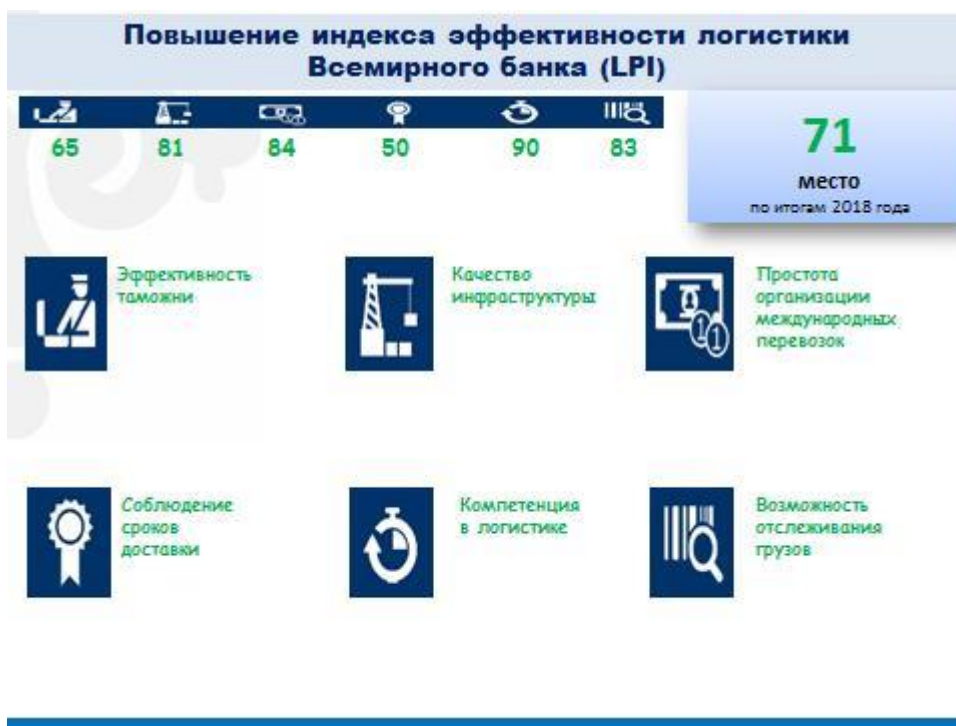 Повышение индекса эффективности логистики
Всемирного банка (LPI)
65 81 84 50 90 83
71
место
по итогам 2018 года
Эффективность
таможни
Качество
инфраструктуры
Простота
организации
международных
перевозок
Соблюдение
сроков
доставки
Компетенция
в логистике
Возможность
отслеживания
грузов